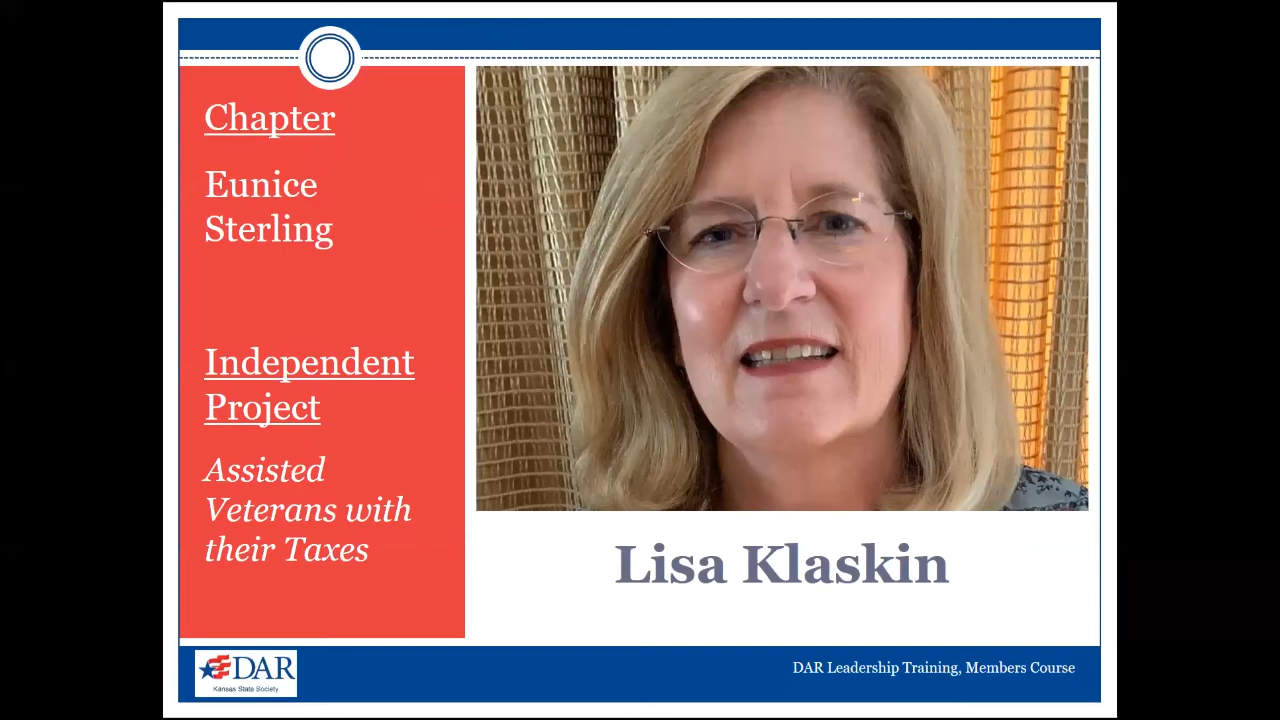 Chapter
Eunice
Sterling
Independent
Project
Assisted
Veterans with
their Taxes
Lisa Klaskin
DAR
Kansas State Society
DAR Leadership Training, Members Course